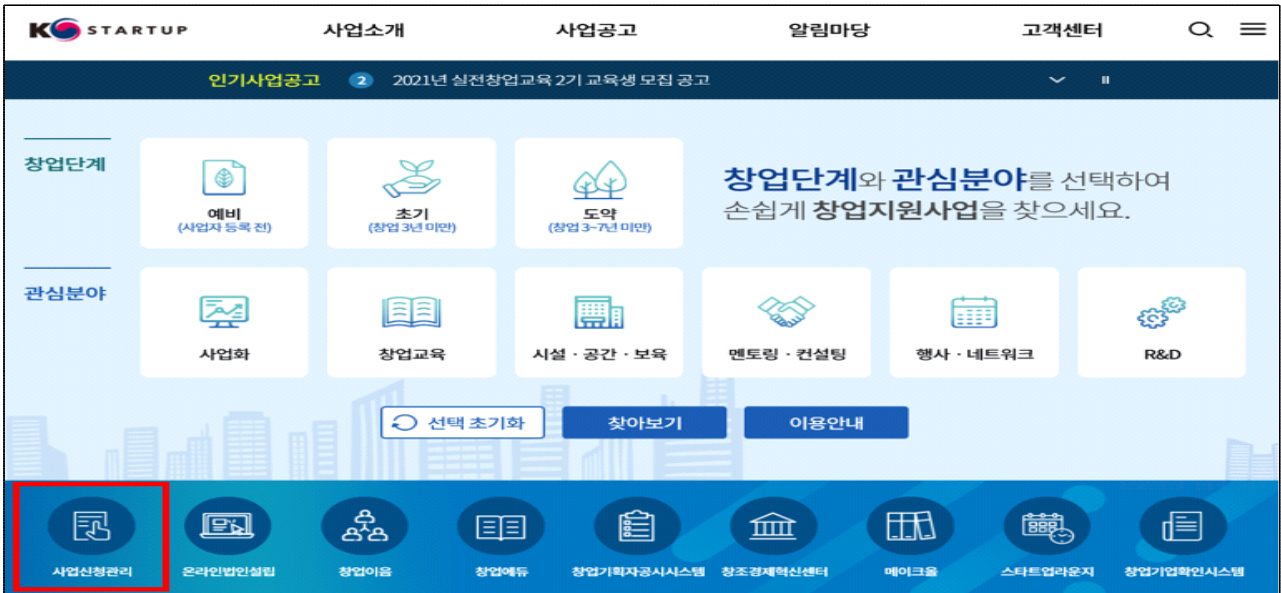 K STARTUP
사업소개
사업공고
알림마당
고객센터
인기사업공고 2 2021년 실전창업교육 2기 교육생 모집 공고
창업단계
예비
(사업자 등록 전)
초기
(창업 3년 미만)
도약
(창업 3~7년 미만)
창업단계와 관심분야를 선택하여
손쉽게 창업지원사업을 찾으세요.
관심분야
사업화
창업교육
시설 · 공간 · 보육
멘토링 · 컨설팅
행사 · 네트워크
R&D
선택 초기화
찾아보기
이용안내
사업신청관리
온라인법인설립
창업이음
창업에듀
창업기획자공시시스템
창조경제혁신센터
메이크올
스타트업라운지
창업기업확인시스템